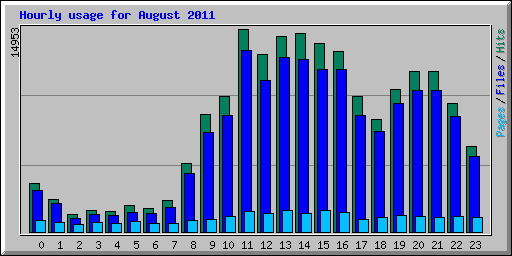 Hourly usage for August 2011
14953
Pages / Files / Hits
0 1 2 3 4 5 6 7 8 9 10 11 12 13 14 15 16 17 18 19 20 21 22 23